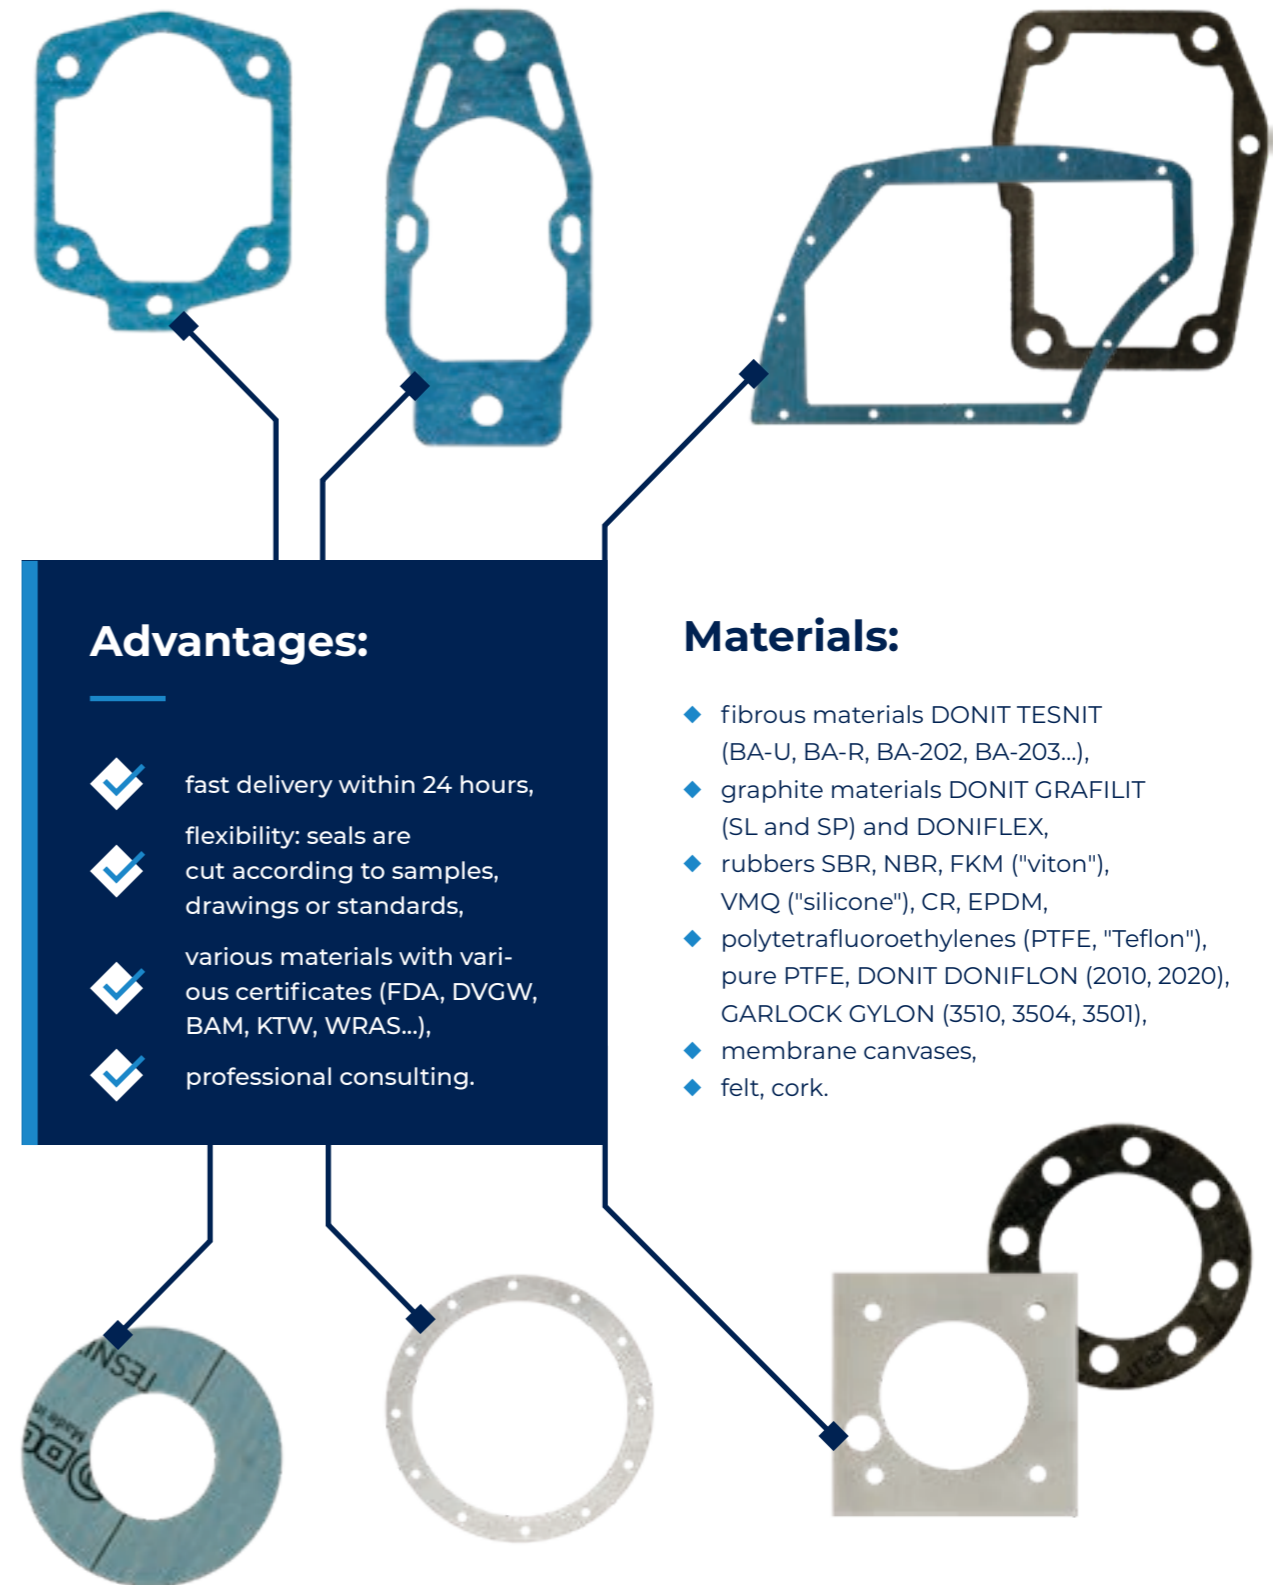 Advantages:
fast delivery within 24 hours,
flexibility: seals are
cut according to samples,
drawings or standards,
various materials with vari-
ous certificates (FDA, DVGW,
BAM, KTW, WRAS...),
professional consulting.
Materials:
fibrous materials DONIT TESNIT
(BA-U, BA-R, BA-202, BA-203...),
graphite materials DONIT GRAFILIT
(SL and SP) and DONIFLEX,
rubbers SBR, NBR, FKM ("viton"),
VMQ ("silicone"), CR, EPDM,
polytetrafluoroethylenes (PTFE, "Teflon"),
pure PTFE, DONIT DONIFLON (2010, 2020),
GARLOCK GYLON (3510, 3504, 3501),
membrane canvases,
felt, cork.
Made in